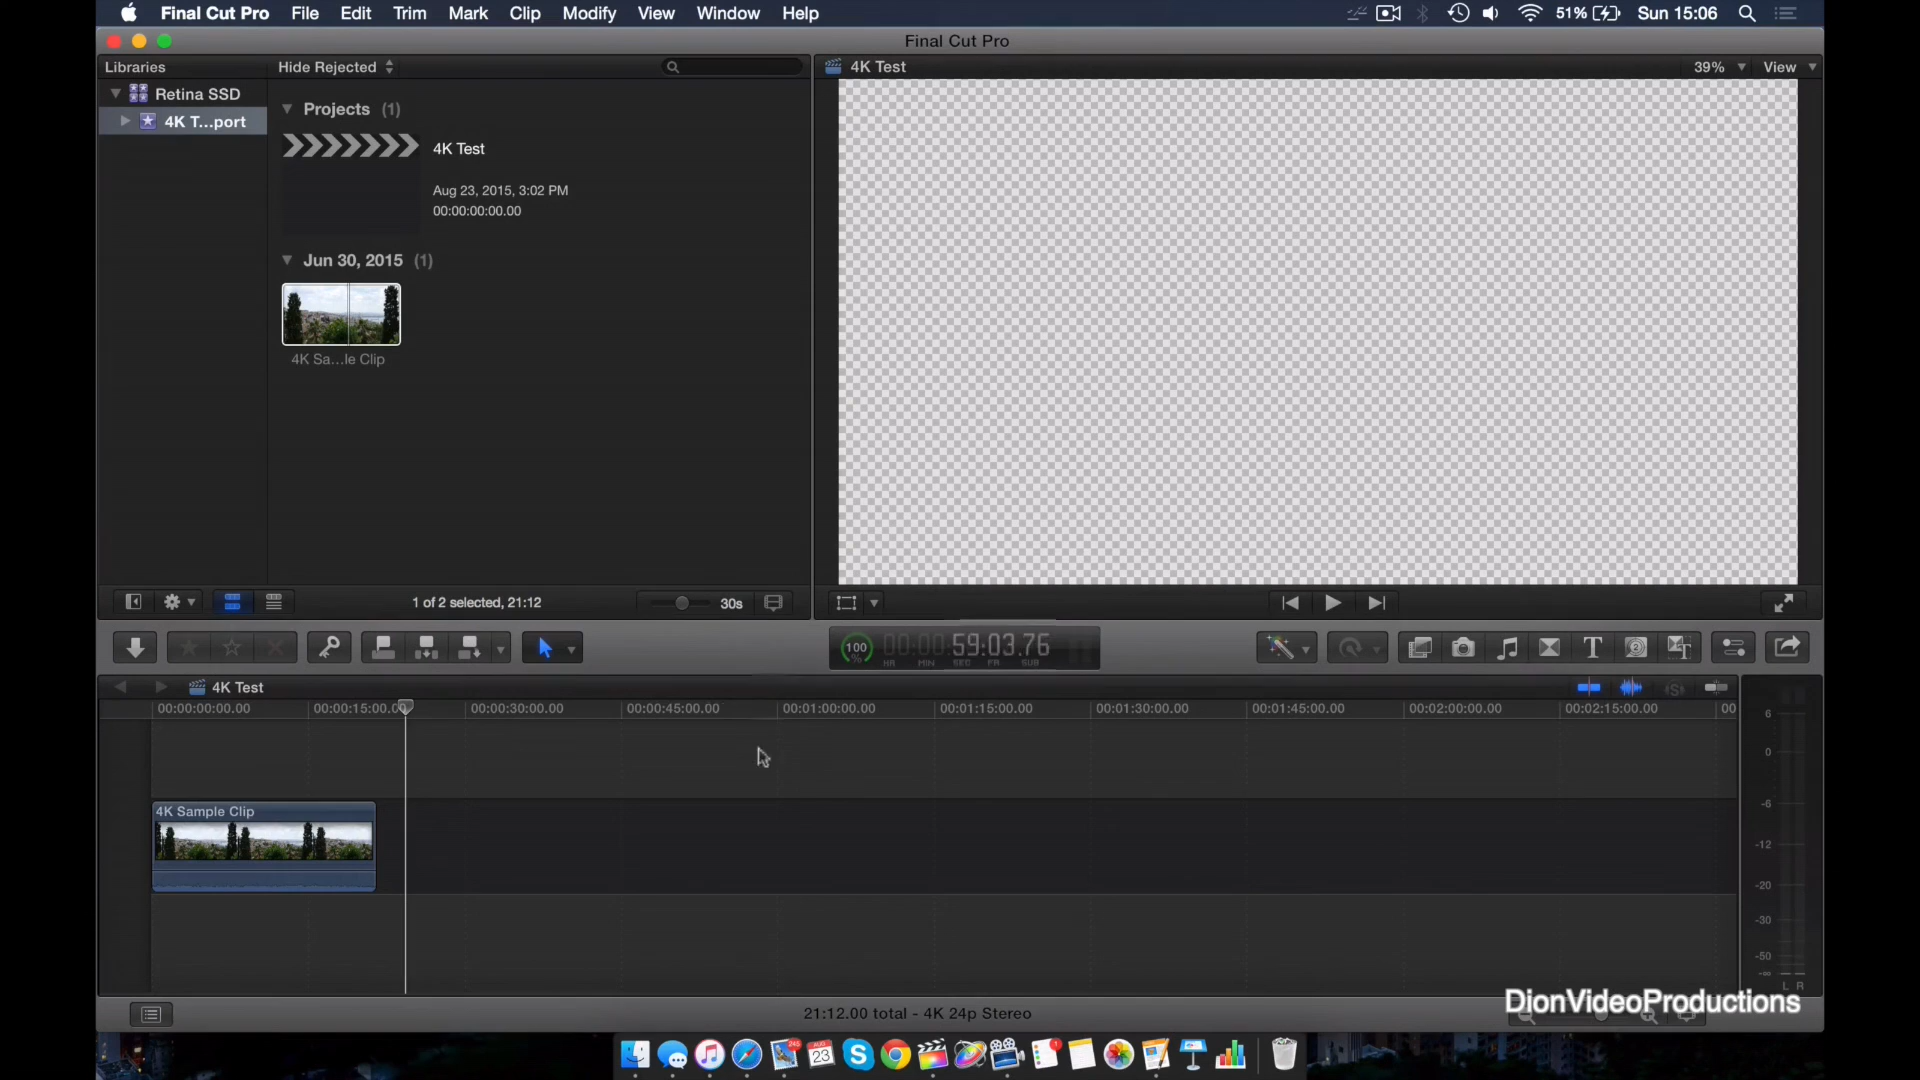 Final Cut Pro File Edit Trim Mark Clip Modify View Window Help 51% Sun 15:06
Final Cut Pro
Libraries Hide Rejected 4K Test 39% View
Retina SSD
4K T...port
Projects (1)
4K Test
Aug 23, 2015, 3:02 PM
00:00:00:00.00
Jun 30, 2015 (1)
4K Sa...le Clip
1 of 2 selected, 21:12 30s
100 % 00:00:59:03.76
HR MIN SEC FR SUB
4K Test
00:00:00:00.00 00:00:15:00.0 00:00:30:00.00 00:00:45:00.00 00:01:00:00.00 00:01:15:00.00 00:01:30:00.00 00:01:45:00.00 00:02:00:00.00 00:02:15:00.00 00
6
0
-6
-12
-20
-30
-50
-∞
L R
4K Sample Clip
DionVideoProductions
21:12.00 total - 4K 24p Stereo
245
AUG
23
1